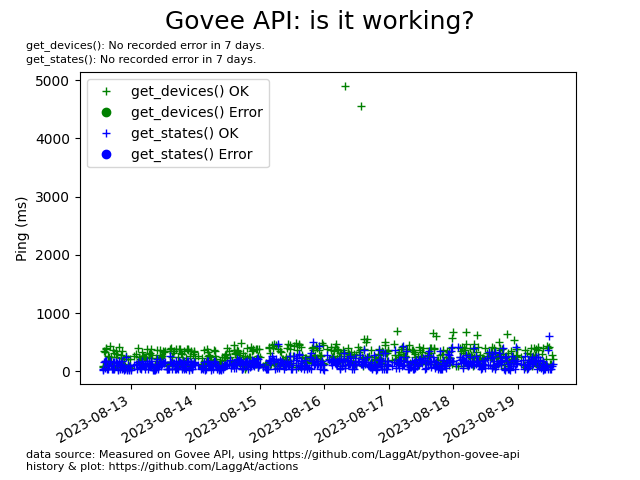 Govee API: is it working?
get_devices(): No recorded error in 7 days.
get_states(): No recorded error in 7 days.
get_devices() OK
get_devices() Error
get_states() OK
get_states() Error
Ping (ms)
5000
4000
3000
2000
1000
0
2023-08-13
2023-08-14
2023-08-15
2023-08-16
2023-08-17
2023-08-18
2023-08-19
data source: Measured on Govee API, using https://github.com/LaggAt/python-govee-api
history & plot: https://github.com/LaggAt/actions